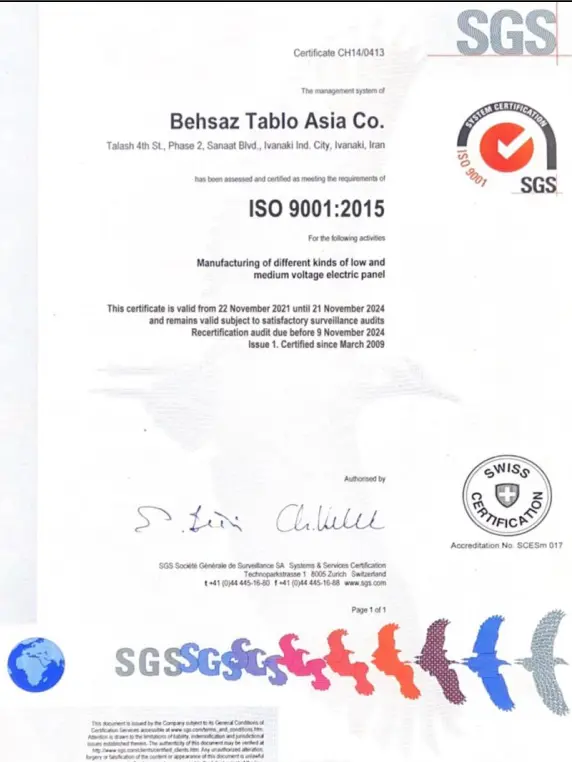 SGS
Certificate CH14/0413
The management system of
Behsaz Tablo Asia Co.
Talash 4th St., Phase 2, Sanaat Blvd., Ivanaki Ind. City, Ivanaki, Iran
has been assessed and certified as meeting the requirements of
SYSTEM CERTIFICATION
ISO 9001
SGS
ISO 9001:2015
For the following activities
Manufacturing of different kinds of low and
medium voltage electric panel
This certificate is valid from 22 November 2021 until 21 November 2024
and remains valid subject to satisfactory surveillance audits
Recertification audit due before 9 November 2024
Issue 1. Certified since March 2009
Authorised by
SWISS
CERTIFICATION
Accreditation No. SCESm 017
SGS Société Générale de Surveillance SA Systems & Services Certification
Technoparkstrasse 1 8005 Zurich Switzerland
t +41 (0)44 445-16-80 f +41 (0)44 445-16-88 www.sgs.com
Page 1 of 1
SGS SGS
This document is issued by the Company subject to its General Conditions of
Certification Services accessible at www.sgs.com/terms_and_conditions.htm.
Attention is drawn to the limitations of liability, indemnification and jurisdictional
issues established therein. The authenticity of this document may be verified at
http://www.sgs.com/clients/certified_clients.htm. Any unauthorized alteration,
forgery or falsification of the content or appearance of this document is unlawful